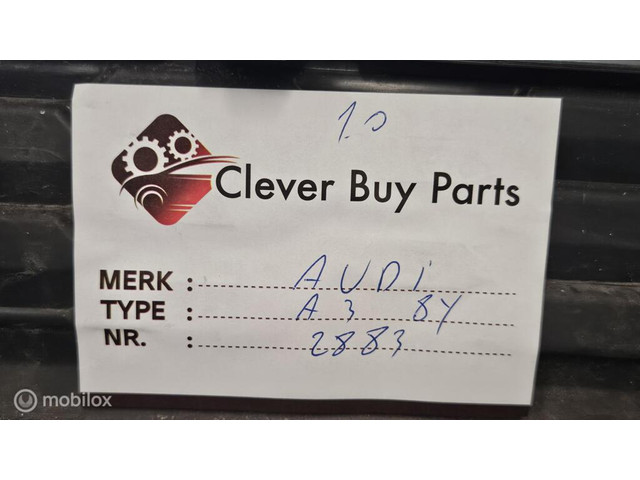 1.0
Clever Buy Parts
MERK : AUDI
TYPE : A3 8Y
NR. : 2883
mobilox